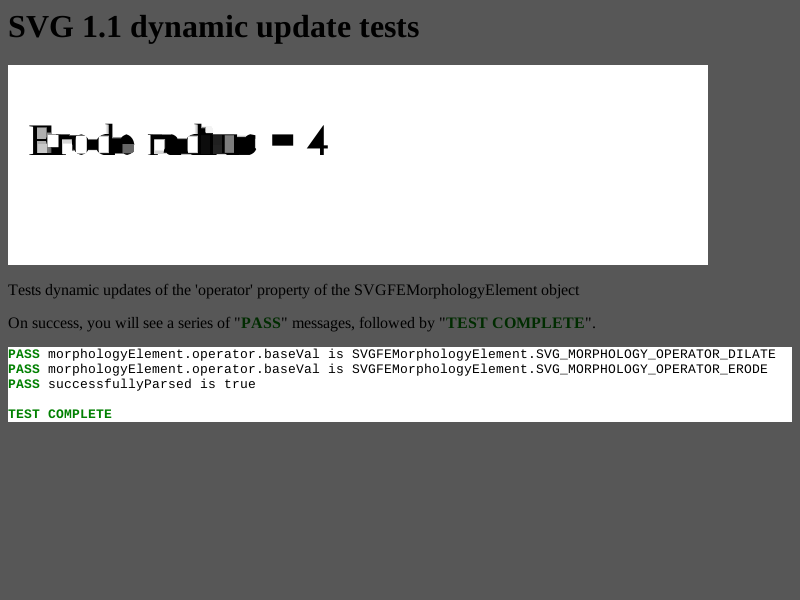 SVG 1.1 dynamic update tests
Erode radius = 4
Tests dynamic updates of the 'operator' property of the SVGFEMorphologyElement object
On success, you will see a series of "PASS" messages, followed by "TEST COMPLETE".
PASS morphologyElement.operator.baseVal is SVGFEMorphologyElement.SVG_MORPHOLOGY_OPERATOR_DILATE
PASS morphologyElement.operator.baseVal is SVGFEMorphologyElement.SVG_MORPHOLOGY_OPERATOR_ERODE
PASS successfullyParsed is true
TEST COMPLETE